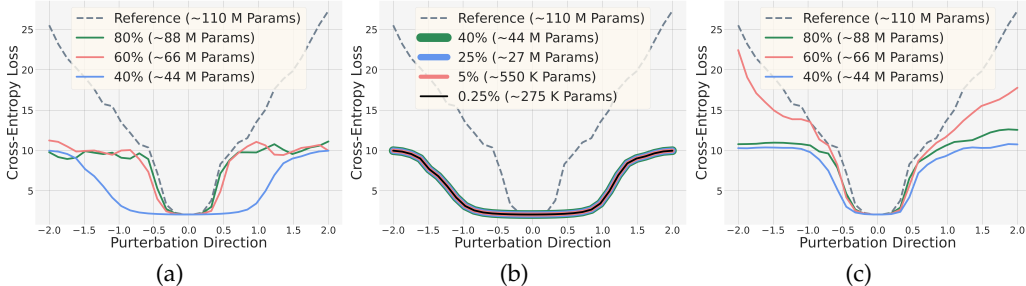 Reference (~110 M Params)
80% (~88 M Params)
60% (~66 M Params)
40% (~44 M Params)
Cross-Entropy Loss
25
20
15
10
5
−2.0 −1.5 −1.0 −0.5 0.0 0.5 1.0 1.5 2.0
Purterbation Direction
(a)
Reference (~110 M Params)
40% (~44 M Params)
25% (~27 M Params)
5% (~550 K Params)
0.25% (~275 K Params)
Cross-Entropy Loss
25
20
15
10
5
−2.0 −1.5 −1.0 −0.5 0.0 0.5 1.0 1.5 2.0
Purterbation Direction
(b)
Reference (~110 M Params)
80% (~88 M Params)
60% (~66 M Params)
40% (~44 M Params)
Cross-Entropy Loss
25
20
15
10
5
−2.0 −1.5 −1.0 −0.5 0.0 0.5 1.0 1.5 2.0
Purterbation Direction
(c)